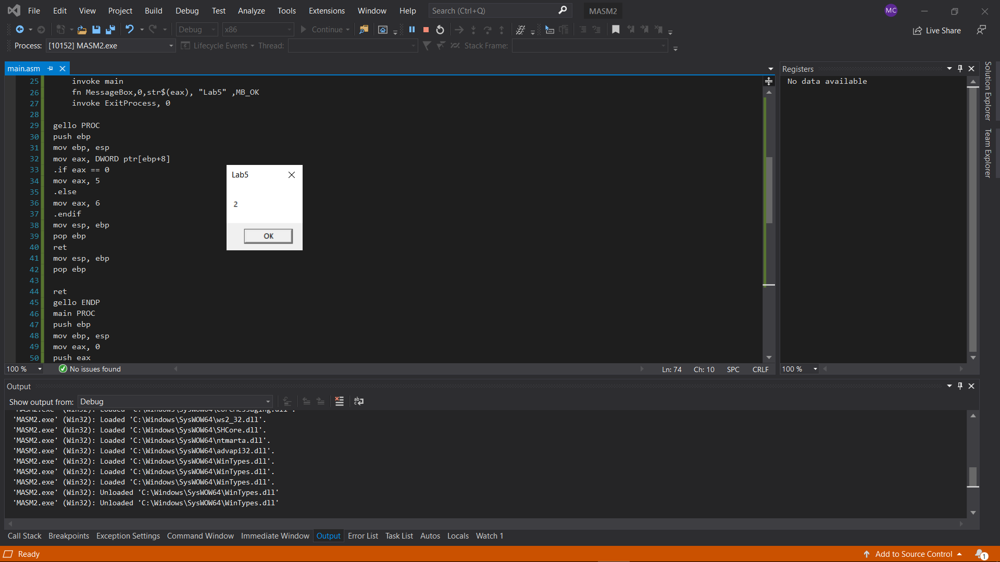 File Edit View Project Build Debug Test Analyze Tools Extensions Window Help Search (Ctrl+Q) MASM2 MC
Debug x86 Continue Live Share
Process: [10152] MASM2.exe Lifecycle Events Thread: Stack Frame:
main.asm
25 invoke main
26 fn MessageBox,0,str$(eax), "Lab5" ,MB_OK
27 invoke ExitProcess, 0
28
29 gello PROC
30 push ebp
31 mov ebp, esp
32 mov eax, DWORD ptr[ebp+8]
33 .if eax == 0
34 mov eax, 5
35 .else
36 mov eax, 6
37 .endif
38 mov esp, ebp
39 pop ebp
40 ret
41 mov esp, ebp
42 pop ebp
43
44 ret
45 gello ENDP
46 main PROC
47 push ebp
48 mov ebp, esp
49 mov eax, 0
50 push eax
Lab5
2
OK
100 % No issues found Ln: 74 Ch: 10 SPC CRLF
Registers
No data available
100 %
Solution Explorer
Team Explorer
Output
Show output from: Debug
'MASM2.exe' (Win32): Loaded 'C:\Windows\SysWOW64\CoreMessaging.dll'.
'MASM2.exe' (Win32): Loaded 'C:\Windows\SysWOW64\ws2_32.dll'.
'MASM2.exe' (Win32): Loaded 'C:\Windows\SysWOW64\SHCore.dll'.
'MASM2.exe' (Win32): Loaded 'C:\Windows\SysWOW64\ntmarta.dll'.
'MASM2.exe' (Win32): Loaded 'C:\Windows\SysWOW64\advapi32.dll'.
'MASM2.exe' (Win32): Loaded 'C:\Windows\SysWOW64\WinTypes.dll'.
'MASM2.exe' (Win32): Loaded 'C:\Windows\SysWOW64\WinTypes.dll'.
'MASM2.exe' (Win32): Loaded 'C:\Windows\SysWOW64\WinTypes.dll'.
'MASM2.exe' (Win32): Unloaded 'C:\Windows\SysWOW64\WinTypes.dll'
'MASM2.exe' (Win32): Unloaded 'C:\Windows\SysWOW64\WinTypes.dll'
Call Stack Breakpoints Exception Settings Command Window Immediate Window Output Error List Task List Autos Locals Watch 1
Ready Add to Source Control 1